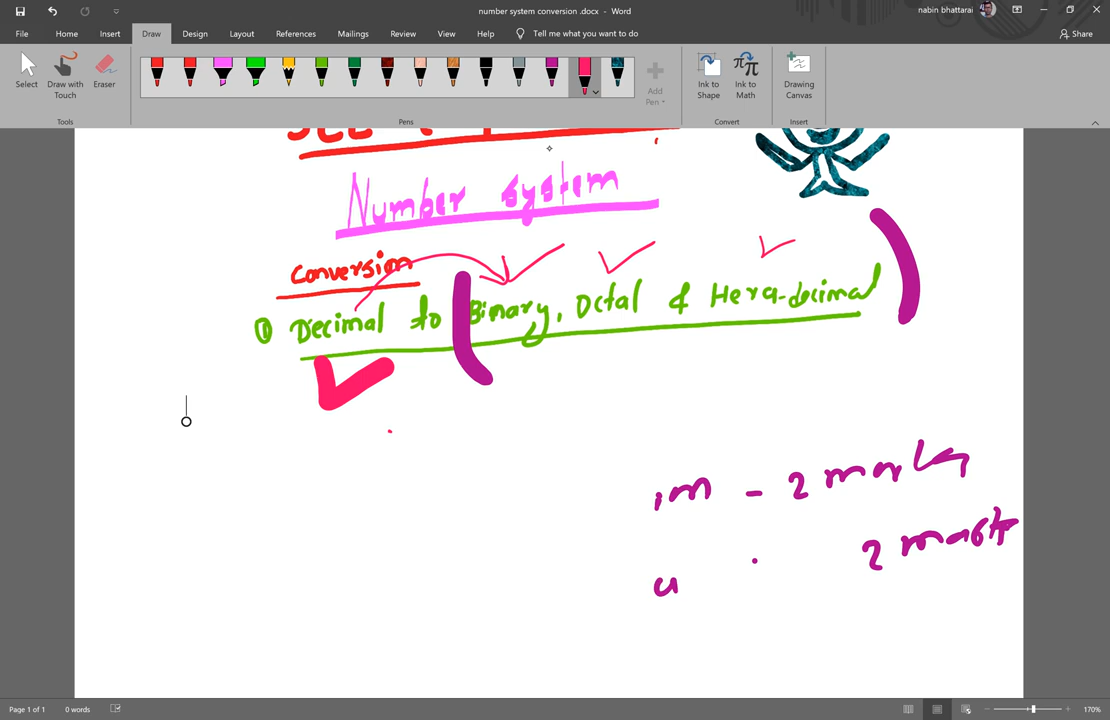 number system conversion .docx - Word
nabin bhattarai
File Home Insert Draw Design Layout References Mailings Review View Help Tell me what you want to do Share
Select Draw with Touch Eraser Add Pen Ink to Shape Ink to Math Drawing Canvas
Tools Pens Convert Insert
Number system
Conversion
① Decimal to Binary, Octal & Hexa-decimal
2 marks
2
Page 1 of 1 0 words 170%